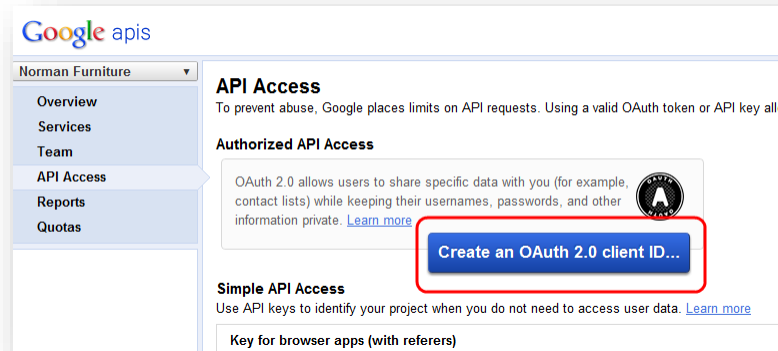 Google apis
Norman Furniture
Overview
Services
Team
API Access
Reports
Quotas
API Access
To prevent abuse, Google places limits on API requests. Using a valid OAuth token or API key
Authorized API Access
OAuth 2.0 allows users to share specific data with you (for example,
contact lists) while keeping their usernames, passwords, and other
information private. Learn more
OAUTH
A
OAUTH
Create an OAuth 2.0 client ID...
Simple API Access
Use API keys to identify your project when you do not need to access user data. Learn more
Key for browser apps (with referers)